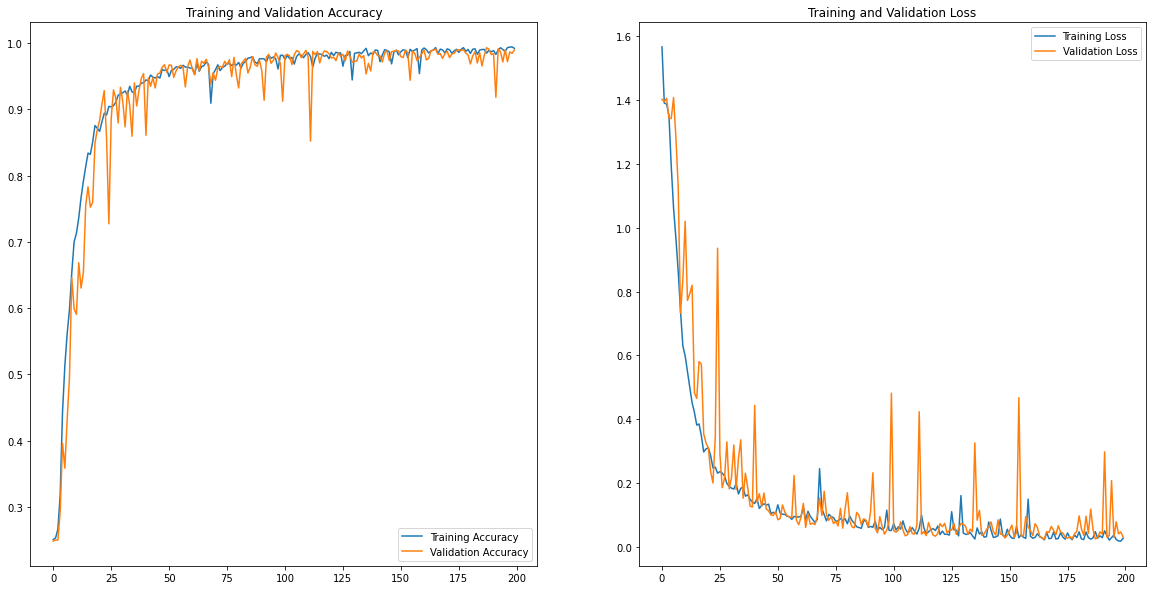 Training and Validation Accuracy
1.0
0.9
0.8
0.7
0.6
0.5
0.4
0.3
0 25 50 75 100 125 150 175 200
Training Accuracy
Validation Accuracy
Training and Validation Loss
1.6
1.4
1.2
1.0
0.8
0.6
0.4
0.2
0.0
0 25 50 75 100 125 150 175 200
Training Loss
Validation Loss